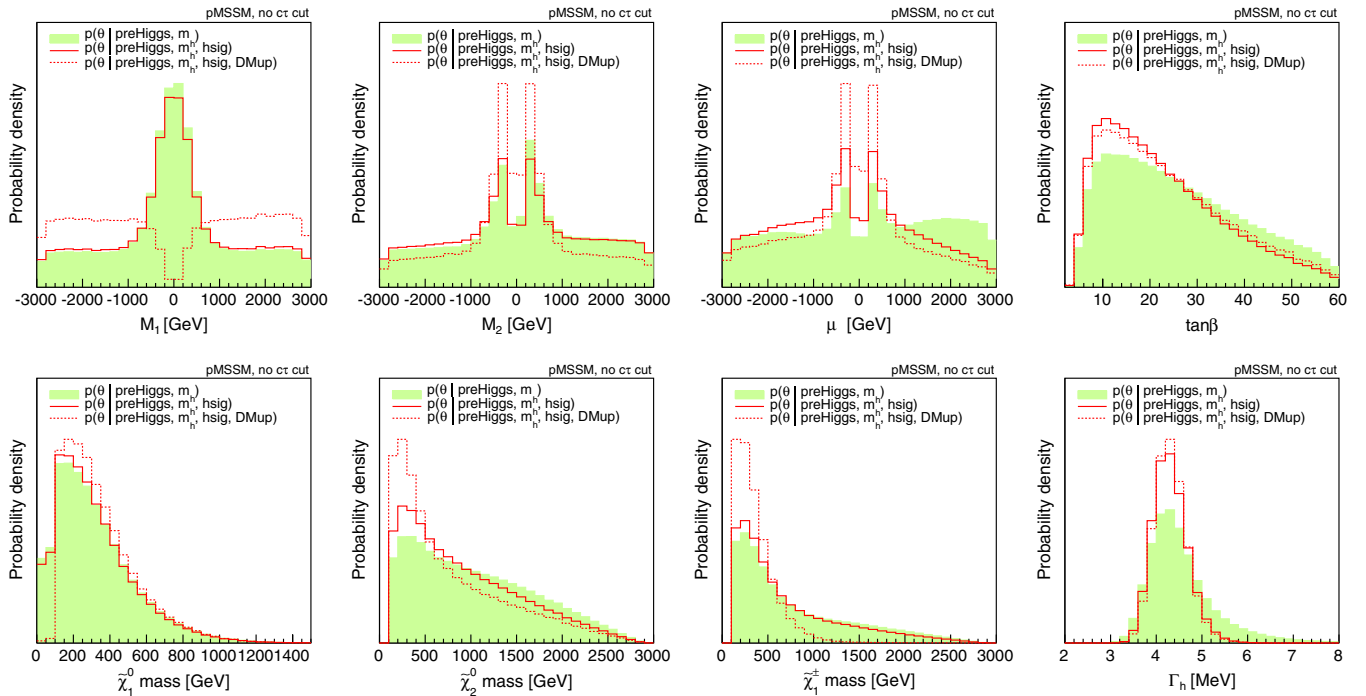 pMSSM, no cτ cut
p(θ | preHiggs, m_h)
p(θ | preHiggs, m_h, hsig)
p(θ | preHiggs, m_h, hsig, DMup)
Probability density
-3000 -2000 -1000 0 1000 2000 3000
M_1 [GeV]
pMSSM, no cτ cut
p(θ | preHiggs, m_h)
p(θ | preHiggs, m_h, hsig)
p(θ | preHiggs, m_h, hsig, DMup)
Probability density
-3000 -2000 -1000 0 1000 2000 3000
M_2 [GeV]
pMSSM, no cτ cut
p(θ | preHiggs, m_h)
p(θ | preHiggs, m_h, hsig)
p(θ | preHiggs, m_h, hsig, DMup)
Probability density
-3000 -2000 -1000 0 1000 2000 3000
μ [GeV]
pMSSM, no cτ cut
p(θ | preHiggs, m_h)
p(θ | preHiggs, m_h, hsig)
p(θ | preHiggs, m_h, hsig, DMup)
Probability density
10 20 30 40 50 60
tanβ
pMSSM, no cτ cut
p(θ | preHiggs, m_h)
p(θ | preHiggs, m_h, hsig)
p(θ | preHiggs, m_h, hsig, DMup)
Probability density
0 200 400 600 800 1000 1200 1400
χ̃_1^0 mass [GeV]
pMSSM, no cτ cut
p(θ | preHiggs, m_h)
p(θ | preHiggs, m_h, hsig)
p(θ | preHiggs, m_h, hsig, DMup)
Probability density
0 500 1000 1500 2000 2500 3000
χ̃_2^0 mass [GeV]
pMSSM, no cτ cut
p(θ | preHiggs, m_h)
p(θ | preHiggs, m_h, hsig)
p(θ | preHiggs, m_h, hsig, DMup)
Probability density
0 500 1000 1500 2000 2500 3000
χ̃_1^± mass [GeV]
pMSSM, no cτ cut
p(θ | preHiggs, m_h)
p(θ | preHiggs, m_h, hsig)
p(θ | preHiggs, m_h, hsig, DMup)
Probability density
2 3 4 5 6 7 8
Γ_h [MeV]